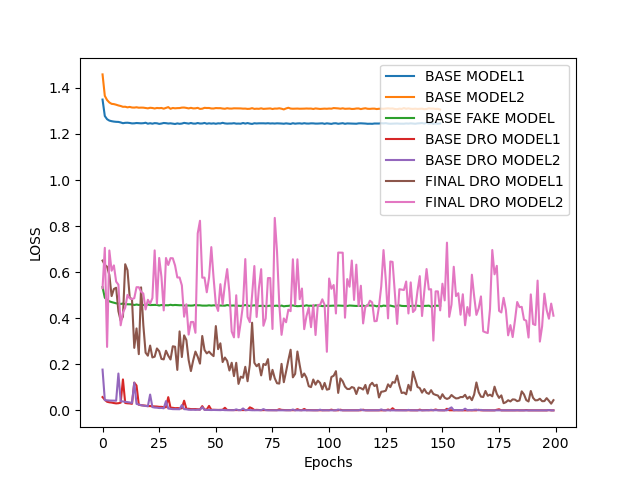 1.4
1.2
1.0
0.8
0.6
0.4
0.2
0.0
LOSS
0
25
50
75
100
125
150
175
200
Epochs
BASE MODEL1
BASE MODEL2
BASE FAKE MODEL
BASE DRO MODEL1
BASE DRO MODEL2
FINAL DRO MODEL1
FINAL DRO MODEL2